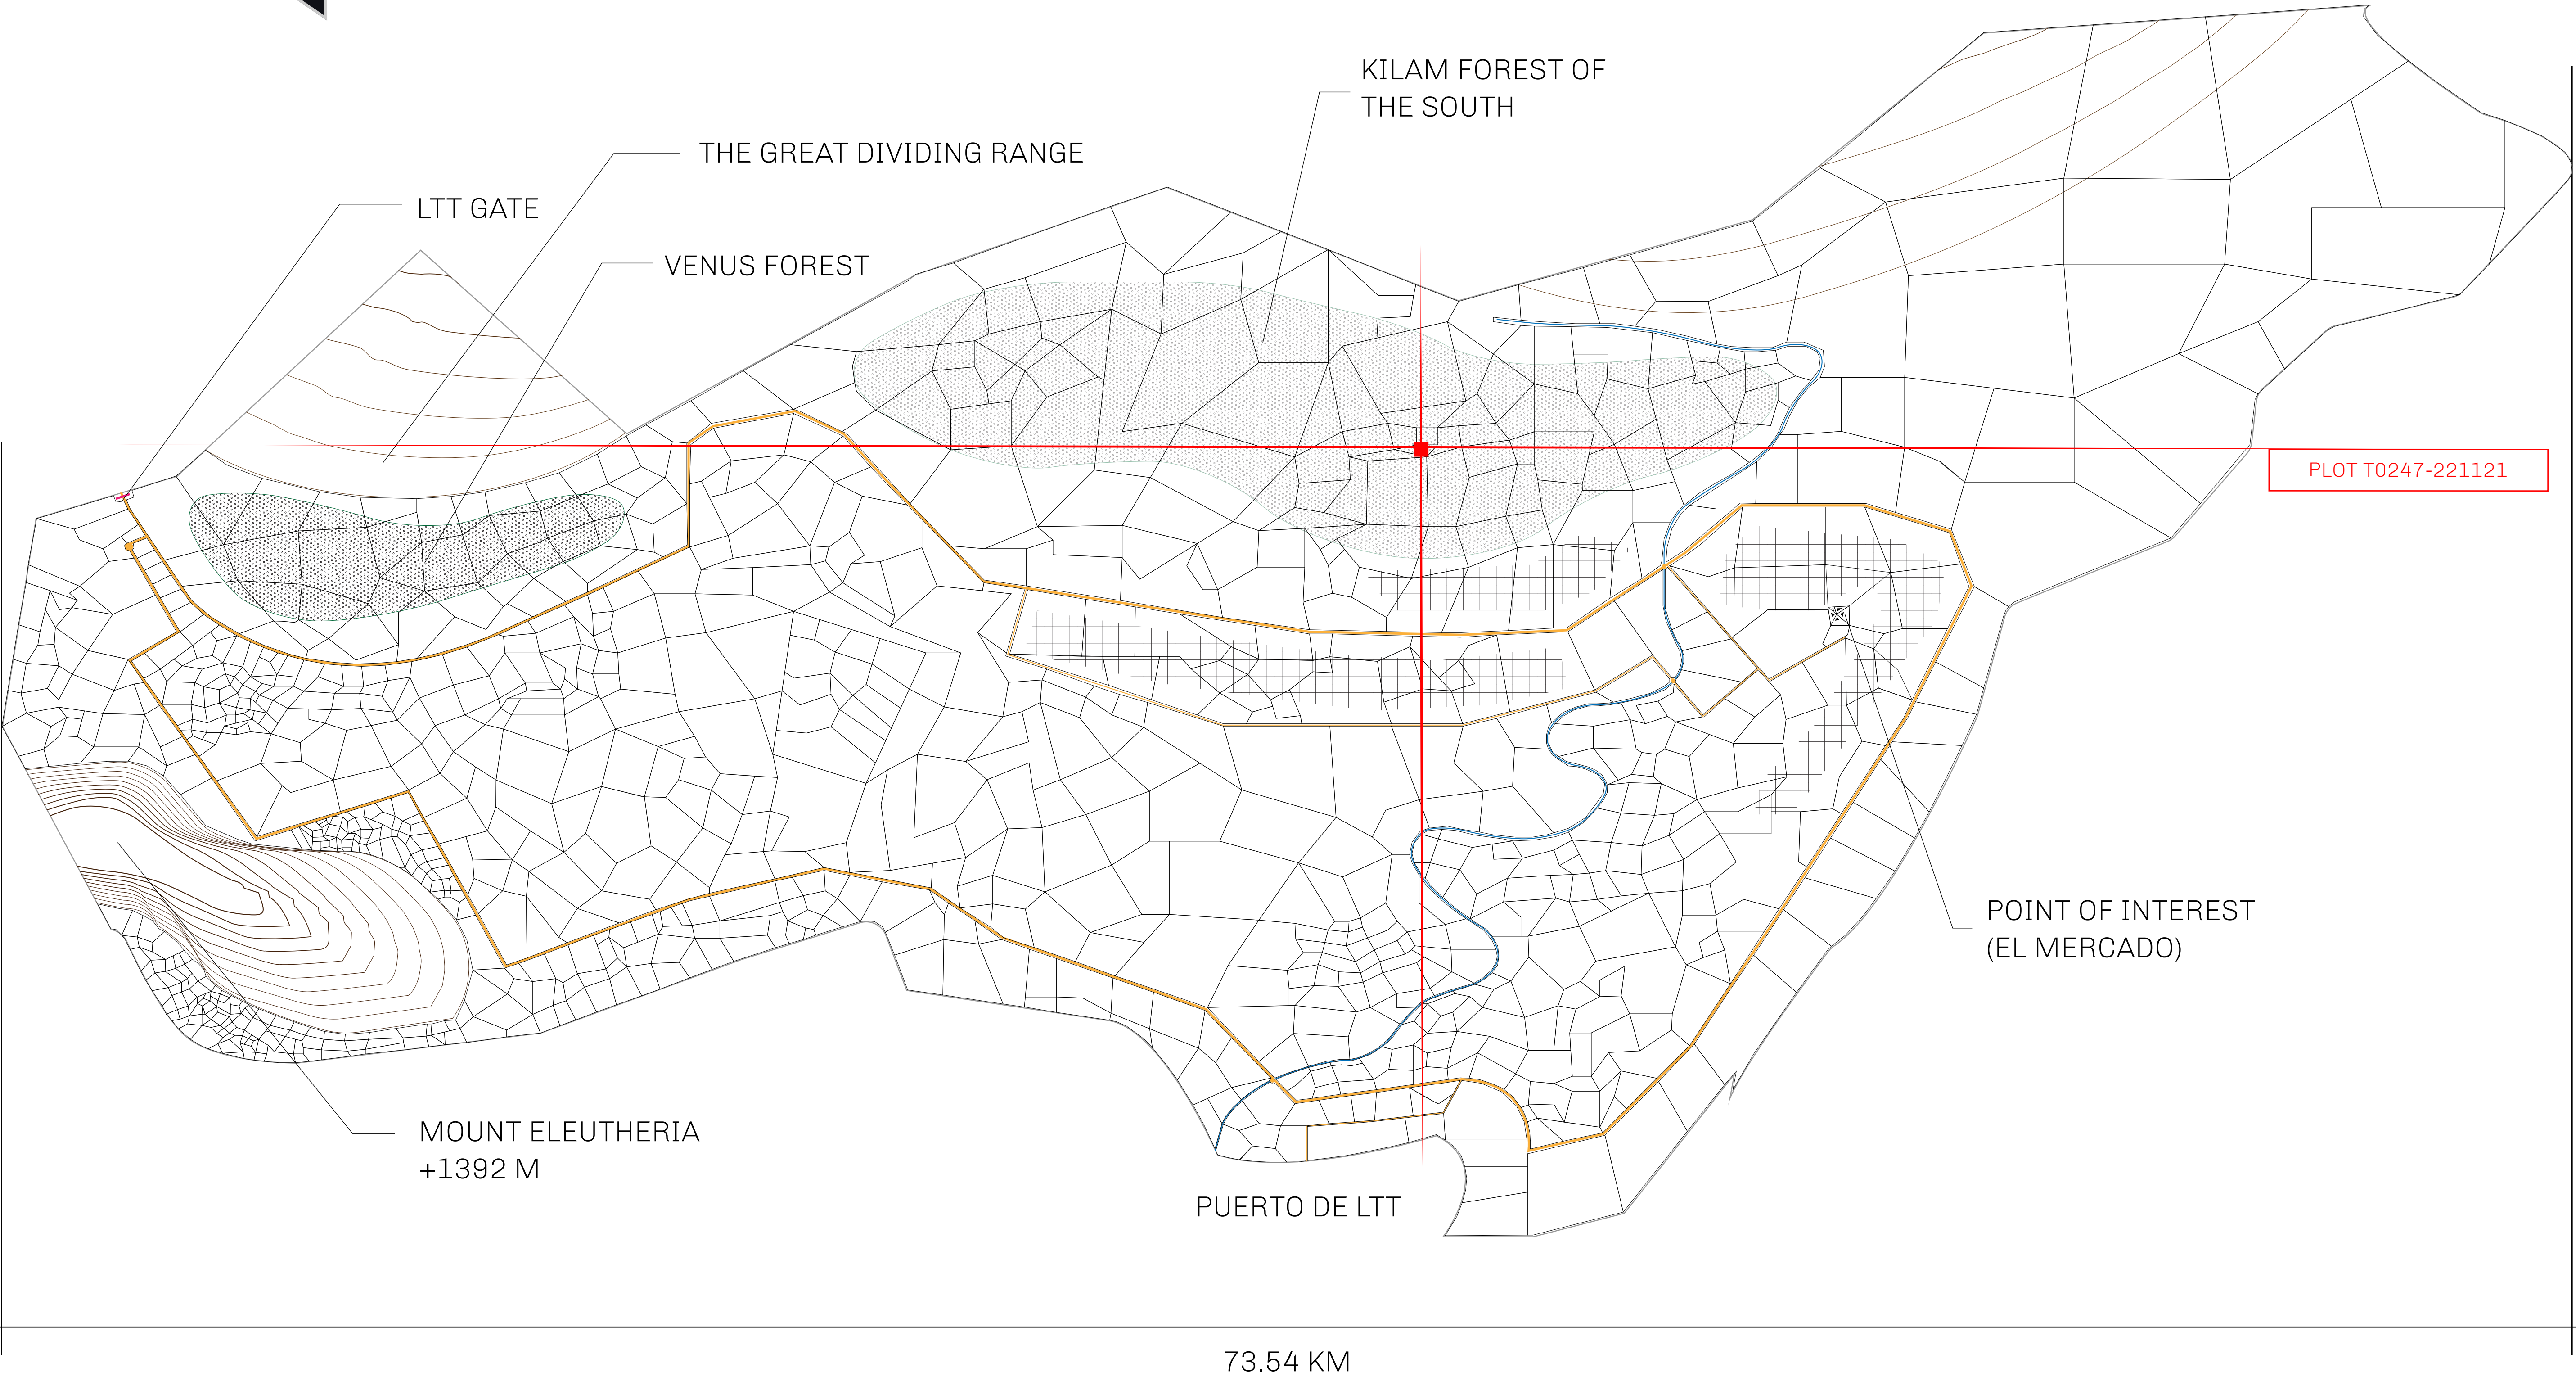 KILAM FOREST OF
THE SOUTH
THE GREAT DIVIDING RANGE
LTT GATE
VENUS FOREST
PLOT T0247-221121
POINT OF INTEREST
(EL MERCADO)
MOUNT ELEUTHERIA
+1392 M
PUERTO DE LTT
73.54 KM